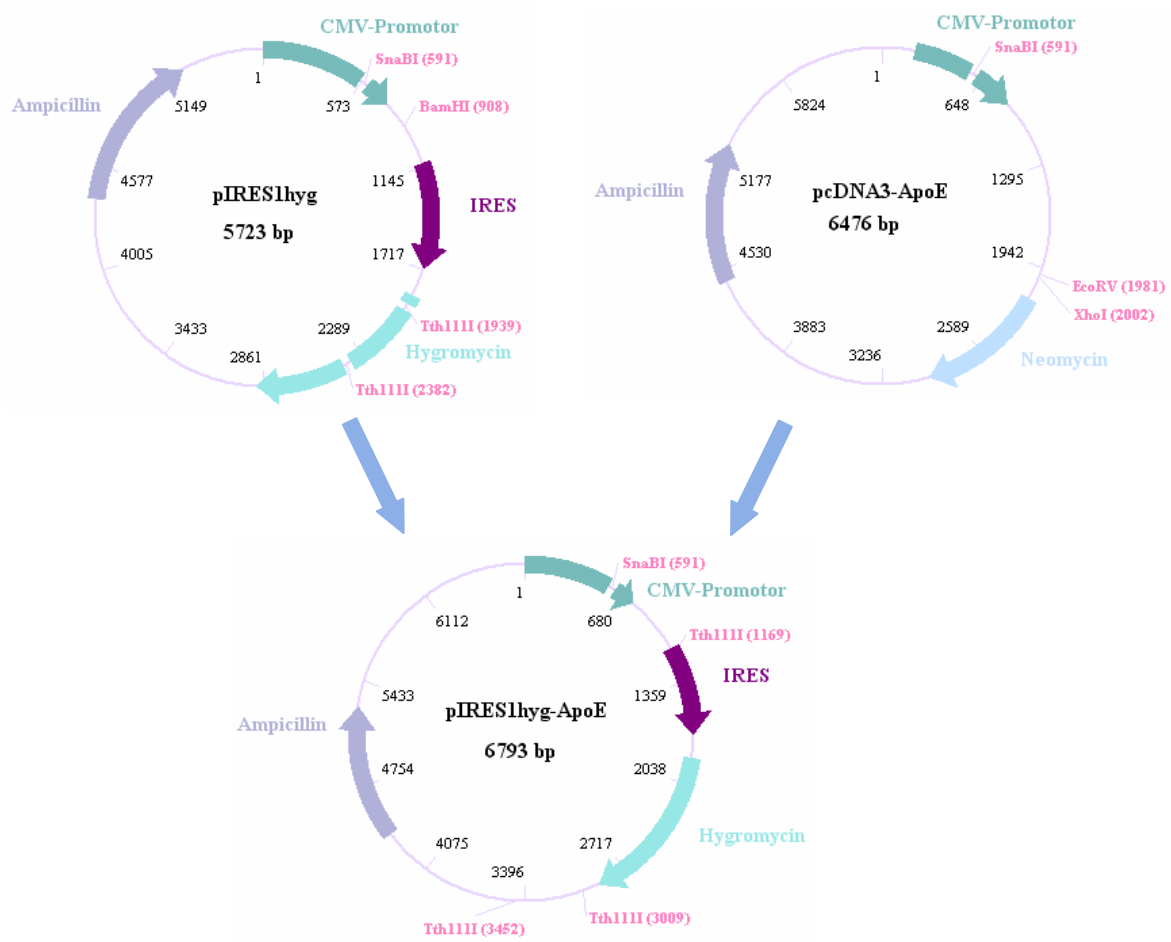 CMV-Promotor
SnaBI (591)
1
573
BamHI (908)
Ampicillin
5149
4577
1145
pIRES1hyg
5723 bp
IRES
4005
1717
3433
2289
2861
Tth111I (1939)
Hygromycin
Tth111I (2382)
CMV-Promotor
SnaBI (591)
1
648
5824
Ampicillin
5177
1295
pcDNA3-ApoE
6476 bp
4530
1942
EcoRV (1981)
XhoI (2002)
3883
2589
3236
Neomycin
SnaBI (591)
CMV-Promotor
1
680
6112
Tth111I (1169)
IRES
5433
1359
Ampicillin
pIRES1hyg-ApoE
6793 bp
4754
2038
Hygromycin
4075
2717
3396
Tth111I (3009)
Tth111I (3452)